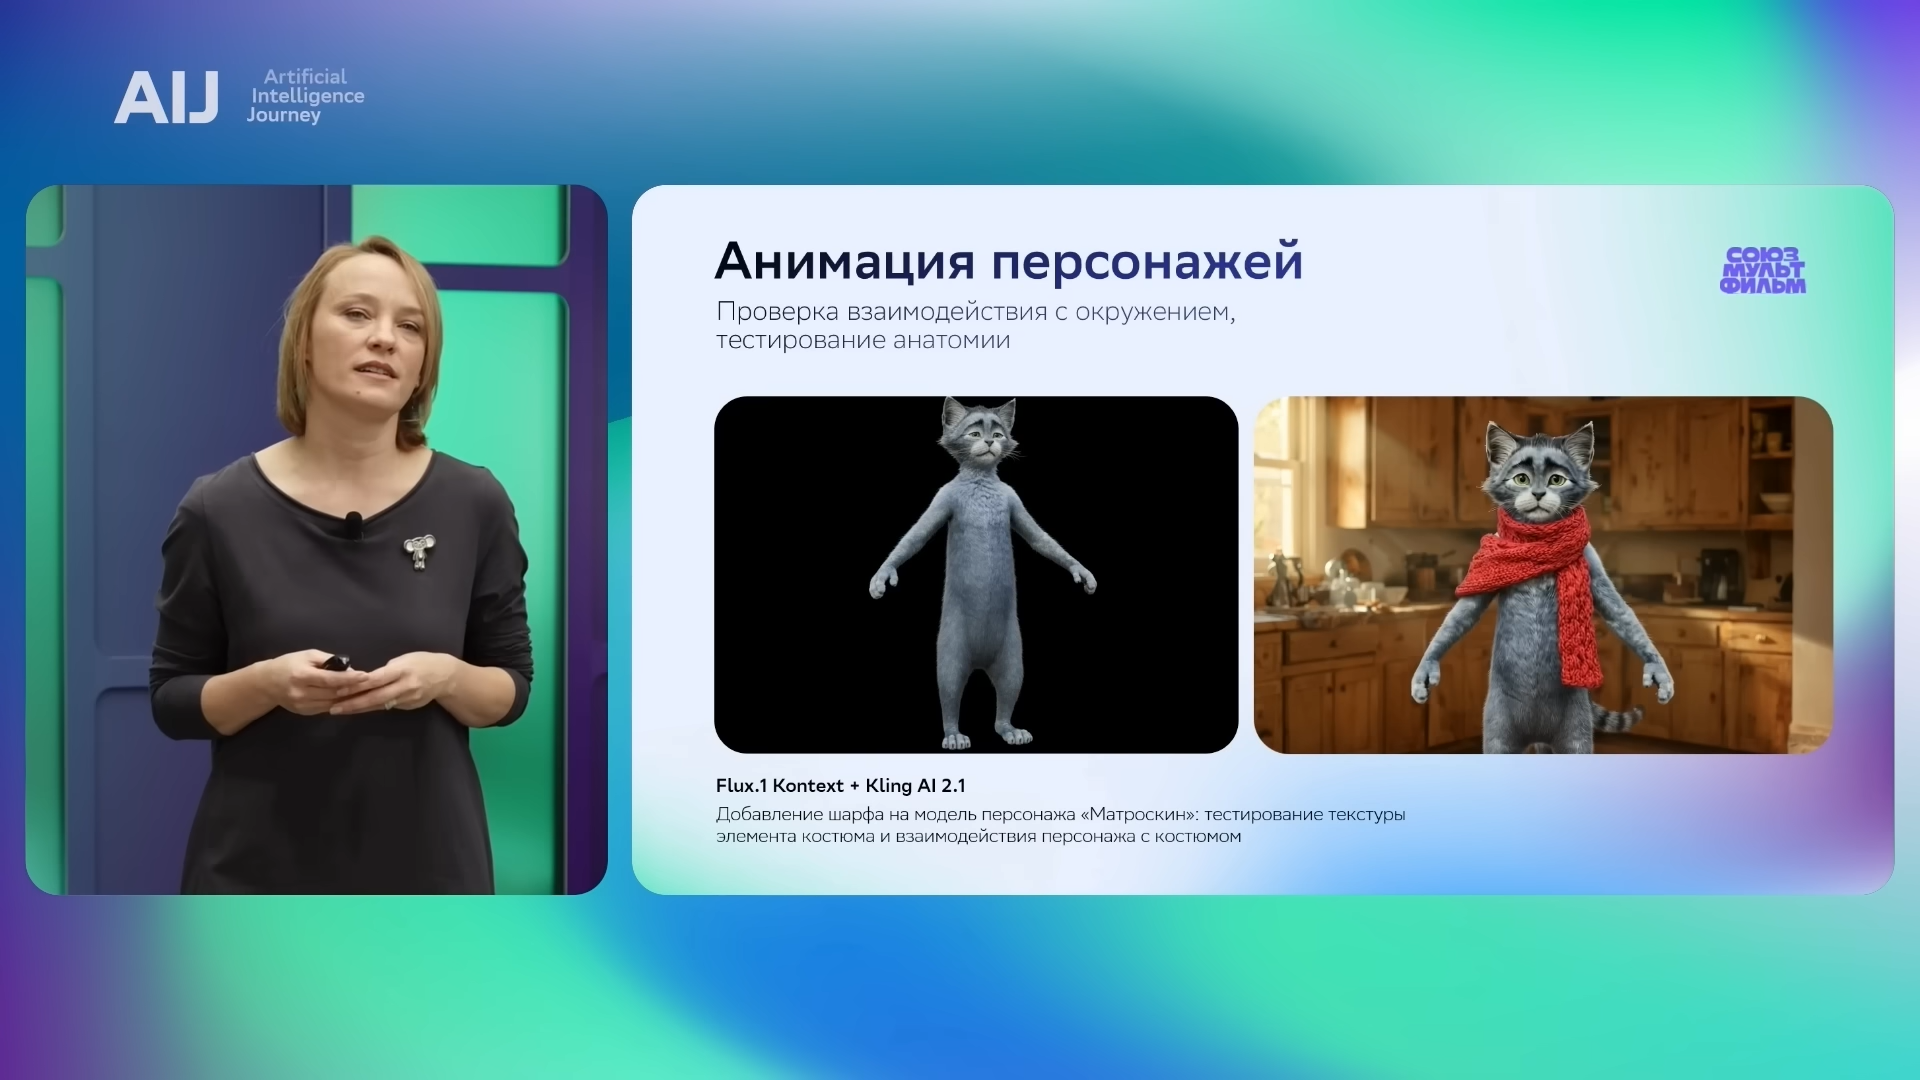 AIJ
Artificial
Intelligence
Journey
Анимация персонажей
СОЮЗ
МУЛЬТ
ФИЛЬМ
Проверка взаимодействия с окружением,
тестирование анатомии
Flux.1 Kontext + Kling AI 2.1
Добавление шарфа на модель персонажа «Матроскин»: тестирование текстуры
элемента костюма и взаимодействия персонажа с костюмом